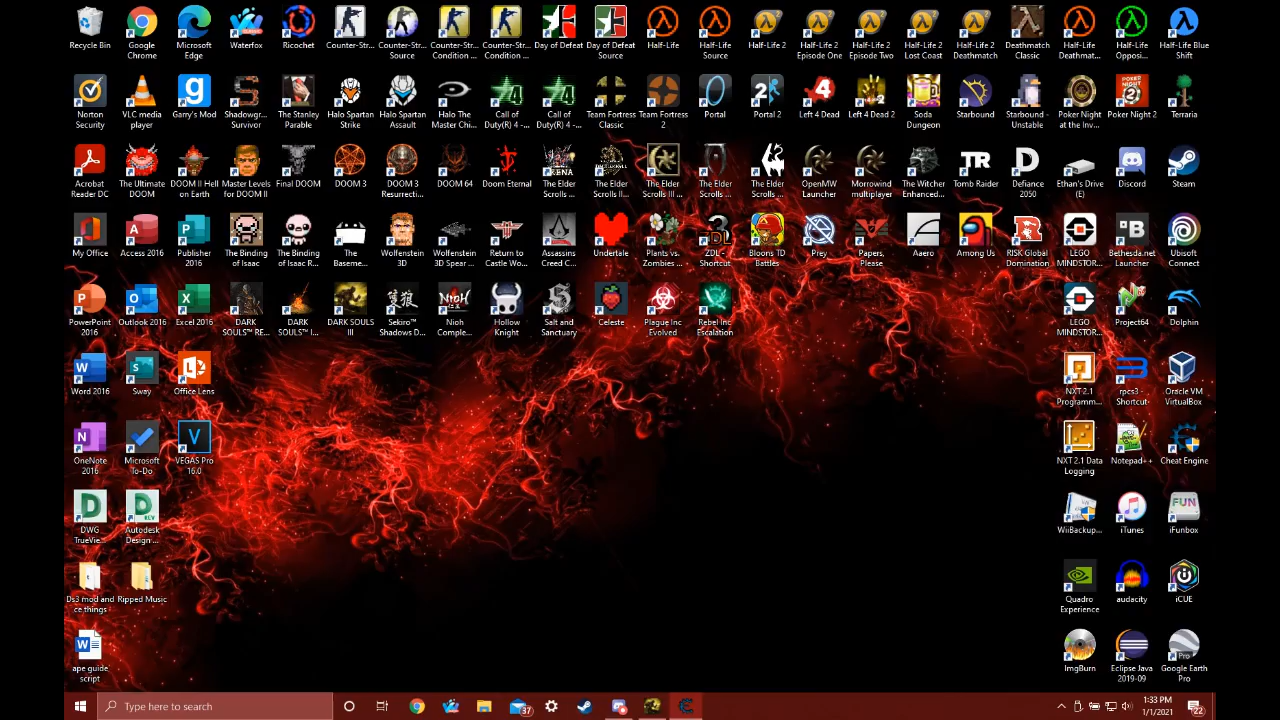 Recycle Bin
Google Chrome
Microsoft Edge
Waterfox
Ricochet
Counter-Str...
Counter-Str... Source
Counter-Str... Condition ...
Counter-Str... Condition ...
Day of Defeat
Day of Defeat Source
Half-Life
Half-Life Source
Half-Life 2
Half-Life 2 Episode One
Half-Life 2 Episode Two
Half-Life 2 Lost Coast
Half-Life 2 Deathmatch
Deathmatch Classic
Half-Life Deathmat...
Half-Life Opposi...
Half-Life Blue Shift
Norton Security
VLC media player
Garry's Mod
Shadowgr... Survivor
The Stanley Parable
Halo Spartan Strike
Halo Spartan Assault
Halo The Master Chi...
Call of Duty(R) 4 -...
Call of Duty(R) 4 -...
Team Fortress Classic
Team Fortress 2
Portal
Portal 2
Left 4 Dead
Left 4 Dead 2
Soda Dungeon
Starbound
Starbound - Unstable
Poker Night at the Inv...
Poker Night 2
Terraria
Acrobat Reader DC
The Ultimate DOOM
DOOM II Hell on Earth
Master Levels for DOOM II
Final DOOM
DOOM 3
DOOM 3 Resurrecti...
DOOM 64
Doom Eternal
The Elder Scrolls ...
The Elder Scrolls II...
The Elder Scrolls III ...
The Elder Scrolls ...
The Elder Scrolls ...
OpenMW Launcher
Morrowind multiplayer
The Witcher Enhanced...
Tomb Raider
Defiance 2050
Ethan's Drive (E)
Discord
Steam
My Office
Access 2016
Publisher 2016
The Binding of Isaac
The Binding of Isaac R...
The Baseme...
Wolfenstein 3D
Wolfenstein 3D Spear ...
Return to Castle Wo...
Assassins Creed C...
Undertale
Plants vs. Zombies ...
ZDL - Shortcut
Bloons TD Battles
Prey
Papers, Please
Aaero
Among Us
RISK Global Domination
LEGO MINDSTOR...
Bethesda.net Launcher
Ubisoft Connect
PowerPoint 2016
Outlook 2016
Excel 2016
DARK SOULS™ RE...
DARK SOULS™ I...
DARK SOULS III
Sekiro™ Shadows D...
Nioh Comple...
Hollow Knight
Salt and Sanctuary
Celeste
Plague Inc Evolved
Rebel Inc Escalation
LEGO MINDSTOR...
Project64
Dolphin
Word 2016
Sway
Office Lens
NXT 2.1 Programm...
rpcs3 - Shortcut
Oracle VM VirtualBox
OneNote 2016
Microsoft To-Do
VEGAS Pro 16.0
NXT 2.1 Data Logging
Notepad++
Cheat Engine
DWG TrueVie...
Autodesk Design...
WiiBackup...
iTunes
iFunbox
Ds3 mod and ce things
Ripped Music
Quadro Experience
audacity
iCUE
ape guide script
ImgBurn
Eclipse Java 2019-09
Google Earth Pro
Type here to search
37
1:33 PM
1/1/2021
22